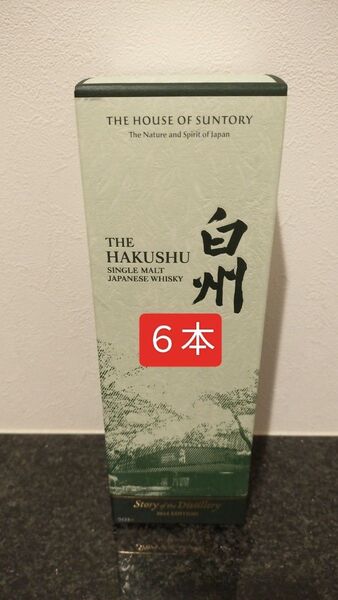 THE HOUSE OF SUNTORY
The Nature and Spirit of Japan
白州
THE
HAKUSHU
SINGLE MALT
JAPANESE WHISKY
6本
Story of the Distillery
EDITION